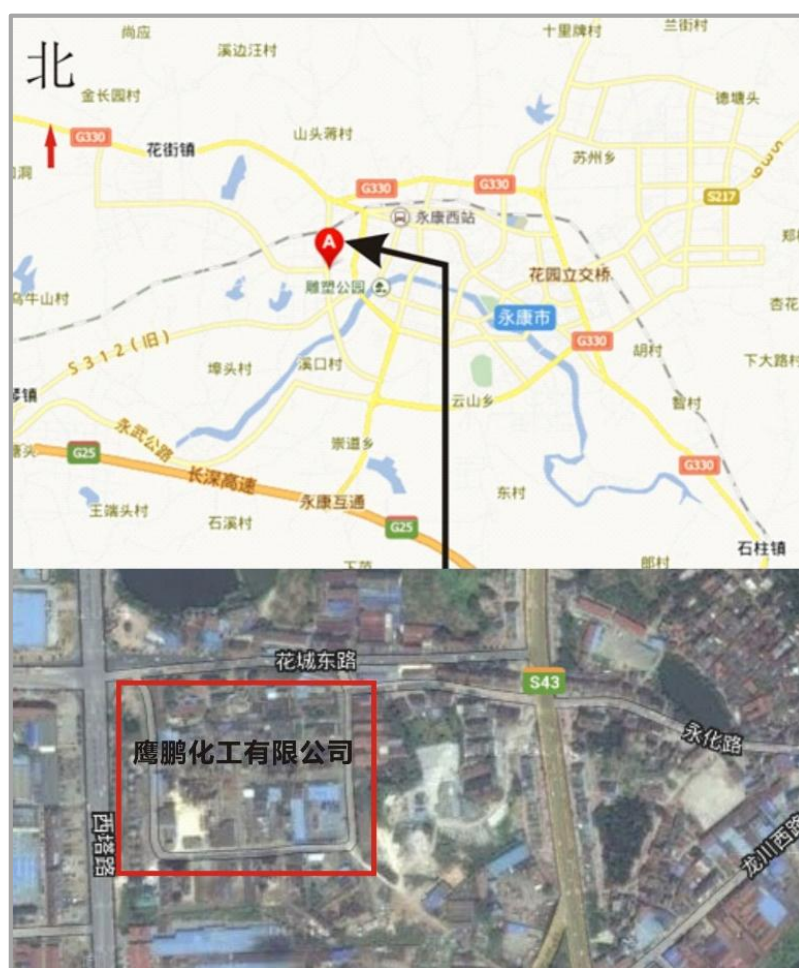 尚应
溪边汪村
十里牌村
兰街村
北
金长园村
德塘头
G330
花街镇
山头蒋村
苏州乡
S39
G330
G330
S217
永康西站
A
雕塑公园
花园立交桥
乌牛山村
永康市
杏花
S312(旧)
埠头村
溪口村
G330
胡村
下大路村
云山乡
智村
永武公路
崇道乡
G25
长深高速
G330
永康互通
东村
王端头村
石溪村
G25
石柱镇
郎村
花城东路
S43
永化路
鹰鹏化工有限公司
西塔路
龙川西路